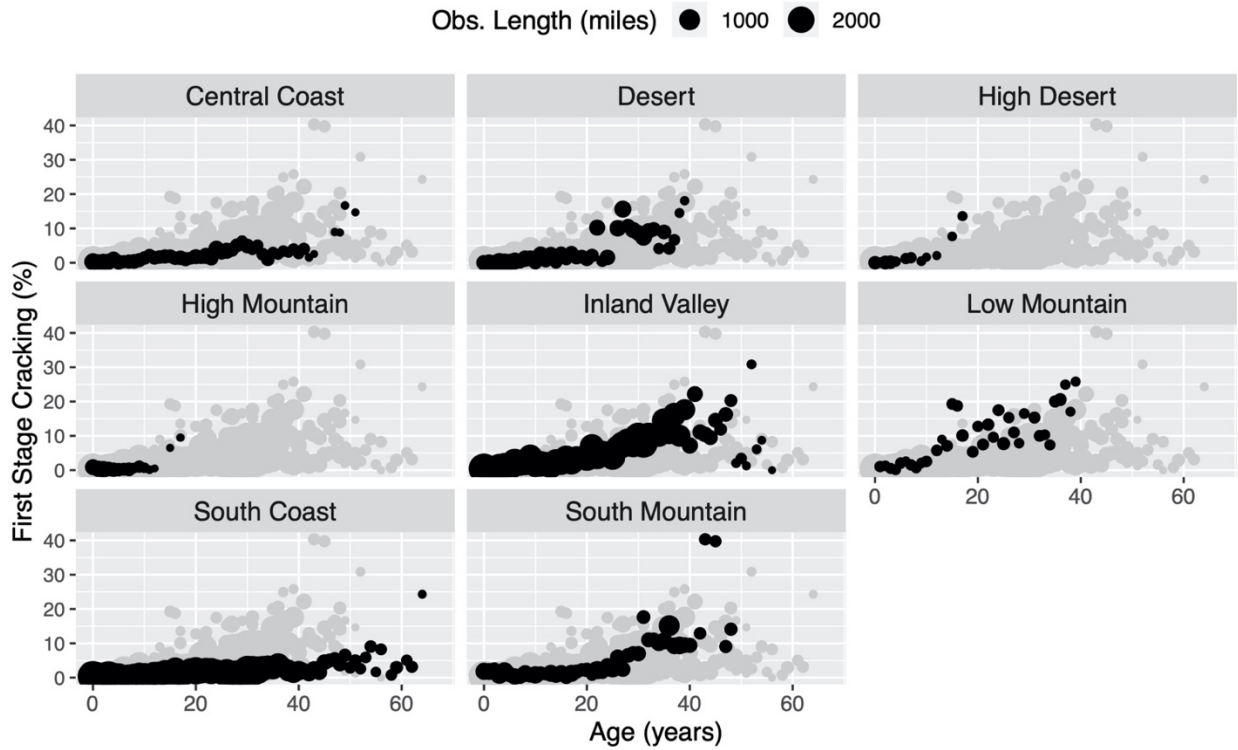 Obs. Length (miles) 1000 2000
Central Coast Desert High Desert
40
30
20
10
0
High Mountain Inland Valley Low Mountain
40
30
20
10
0
0 20 40 60
South Coast South Mountain
40
30
20
10
0
0 20 40 60 0 20 40 60
First Stage Cracking (%)
Age (years)